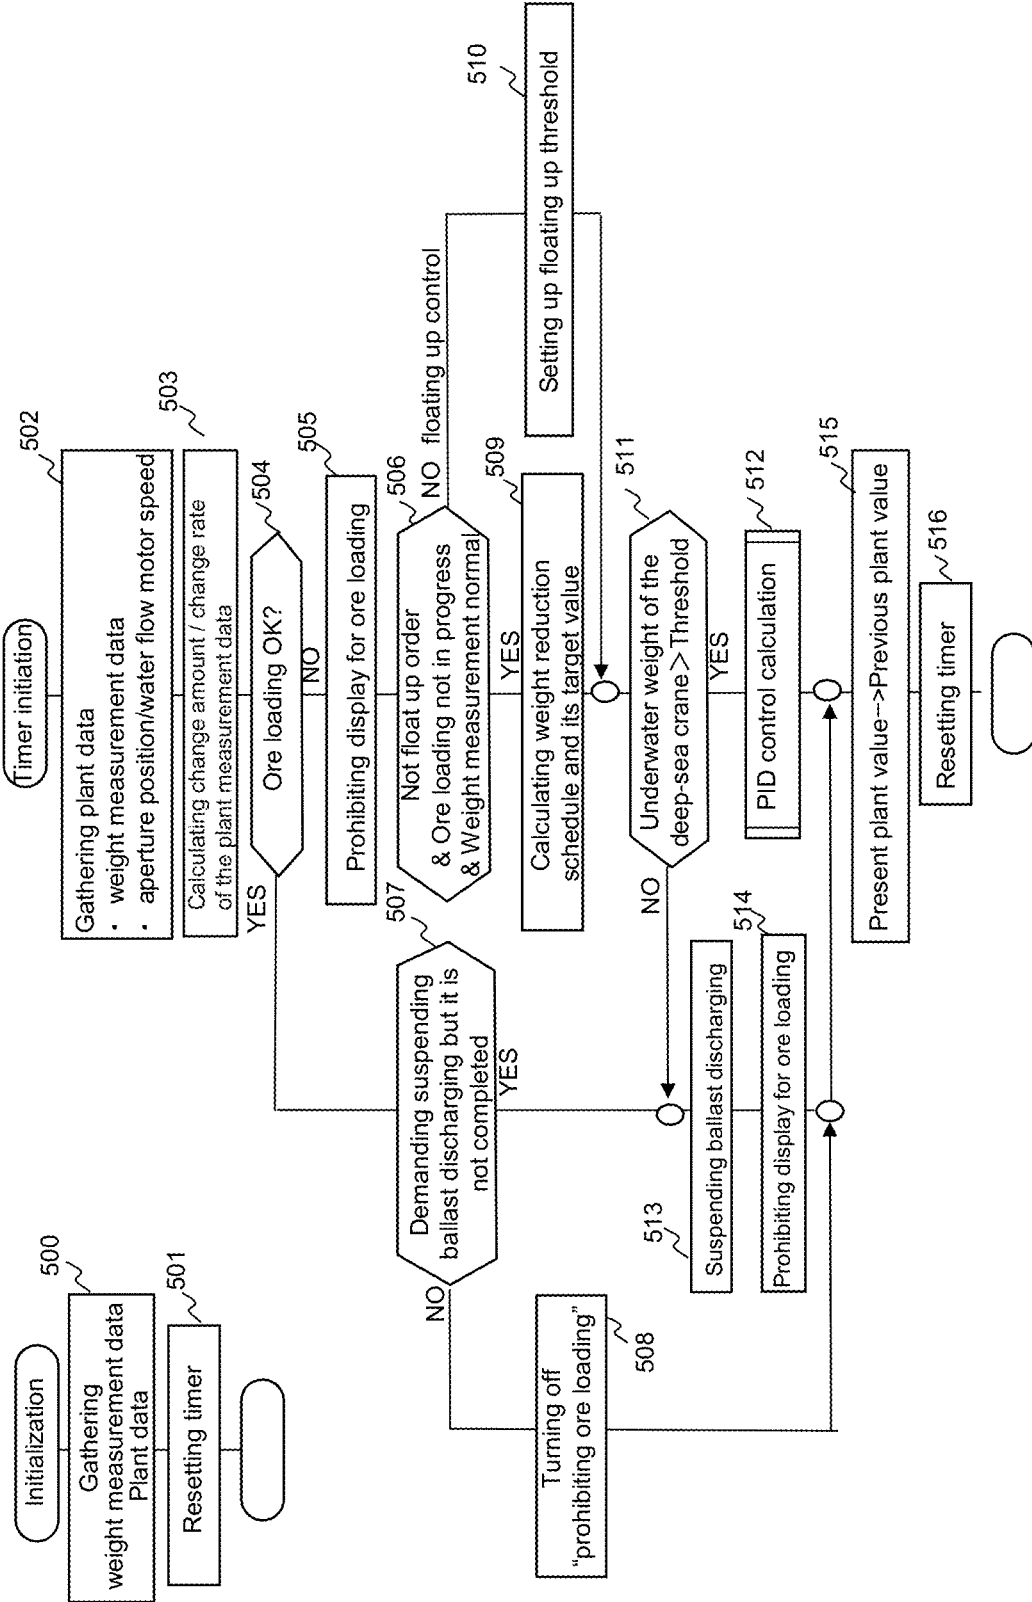 Initialization
500
Gathering
weight measurement data
Plant data
501
Resetting timer
Timer initiation
502
Gathering plant data
・ weight measurement data
・ aperture position/water flow motor speed
503
Calculating change amount / change rate
of the plant measurement data
504
Ore loading OK?
YES
NO
505
Prohibiting display for ore loading
506
Not float up order
& Ore loading not in progress
& Weight measurement normal
NO floating up control
YES
507
Demanding suspending
ballast discharging but it is
not completed
NO
YES
508
Turning off
“prohibiting ore loading”
509
Calculating weight reduction
schedule and its target value
510
Setting up floating up threshold
511
Underwater weight of the
deep-sea crane > Threshold
NO
YES
512
PID control calculation
513
Suspending ballast discharging
514
Prohibiting display for ore loading
515
Present plant value-->Previous plant value
516
Resetting timer